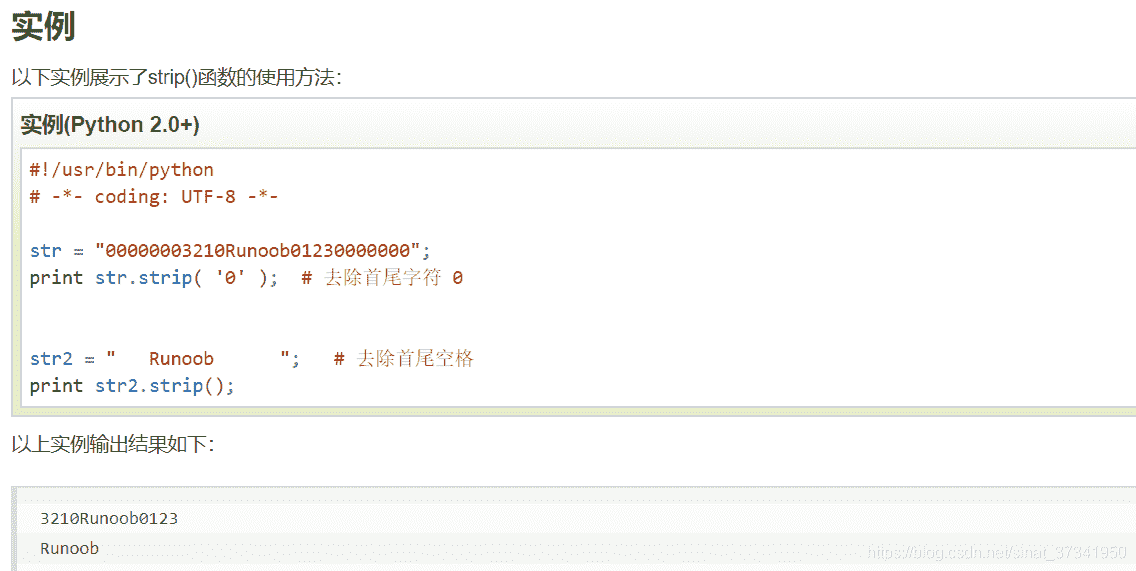 实例
以下实例展示了strip()函数的使用方法：
实例(Python 2.0+)
#!/usr/bin/python
# -*- coding: UTF-8 -*-
str = "00000003210Runoob01230000000";
print str.strip( '0' );  # 去除首尾字符 0
str2 = "   Runoob      ";   # 去除首尾空格
print str2.strip();
以上实例输出结果如下：
3210Runoob0123
Runoob
https://blog.csdn.net/sinat_37341950